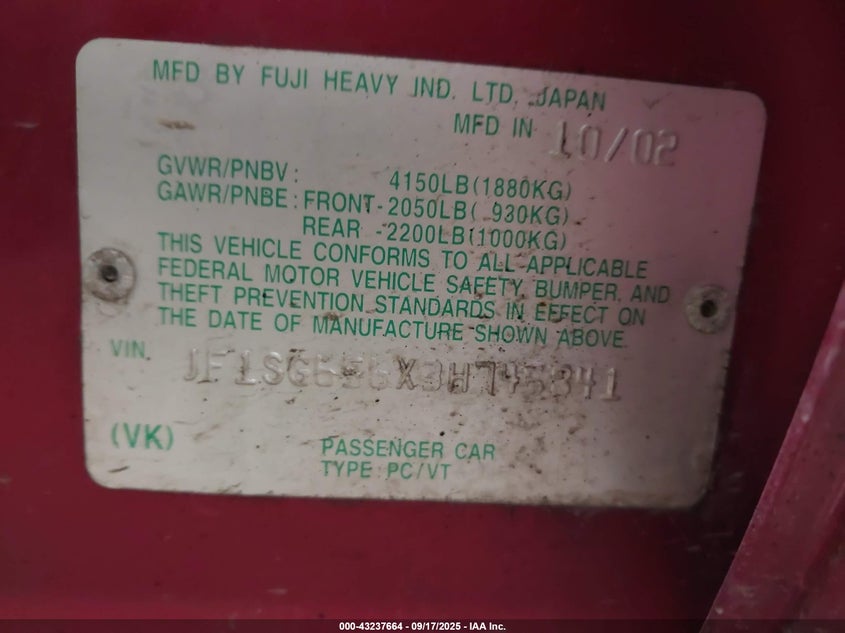 MFD BY FUJI HEAVY IND. LTD. JAPAN
MFD IN 10/02
GVWR/PNBV: 4150LB(1880KG)
GAWR/PNBE: FRONT-2050LB( 930KG)
REAR -2200LB(1000KG)
THIS VEHICLE CONFORMS TO ALL APPLICABLE
FEDERAL MOTOR VEHICLE SAFETY, BUMPER, AND
THEFT PREVENTION STANDARDS IN EFFECT ON
THE DATE OF MANUFACTURE SHOWN ABOVE.
VIN. JF1SG656X3H745841
(VK)
PASSENGER CAR
TYPE PC/VT
000-43237664 - 09/17/2025 - IAA Inc.